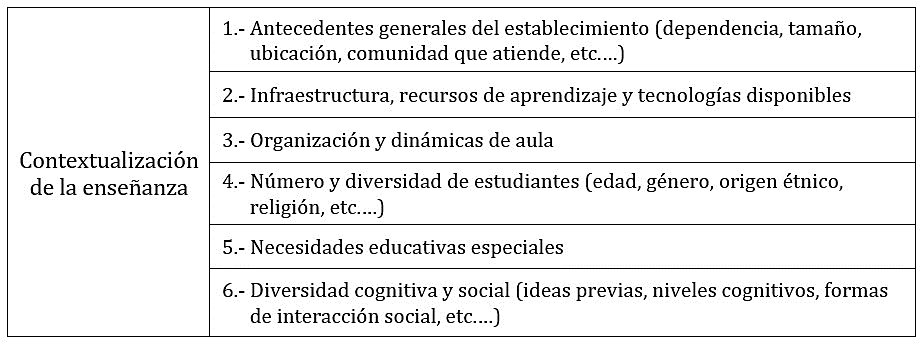 Contextualización
de la enseñanza
1.- Antecedentes generales del establecimiento (dependencia, tamaño,
ubicación, comunidad que atiende, etc.…)
2.- Infraestructura, recursos de aprendizaje y tecnologías disponibles
3.- Organización y dinámicas de aula
4.- Número y diversidad de estudiantes (edad, género, origen étnico,
religión, etc.…)
5.- Necesidades educativas especiales
6.- Diversidad cognitiva y social (ideas previas, niveles cognitivos, formas
de interacción social, etc.…)